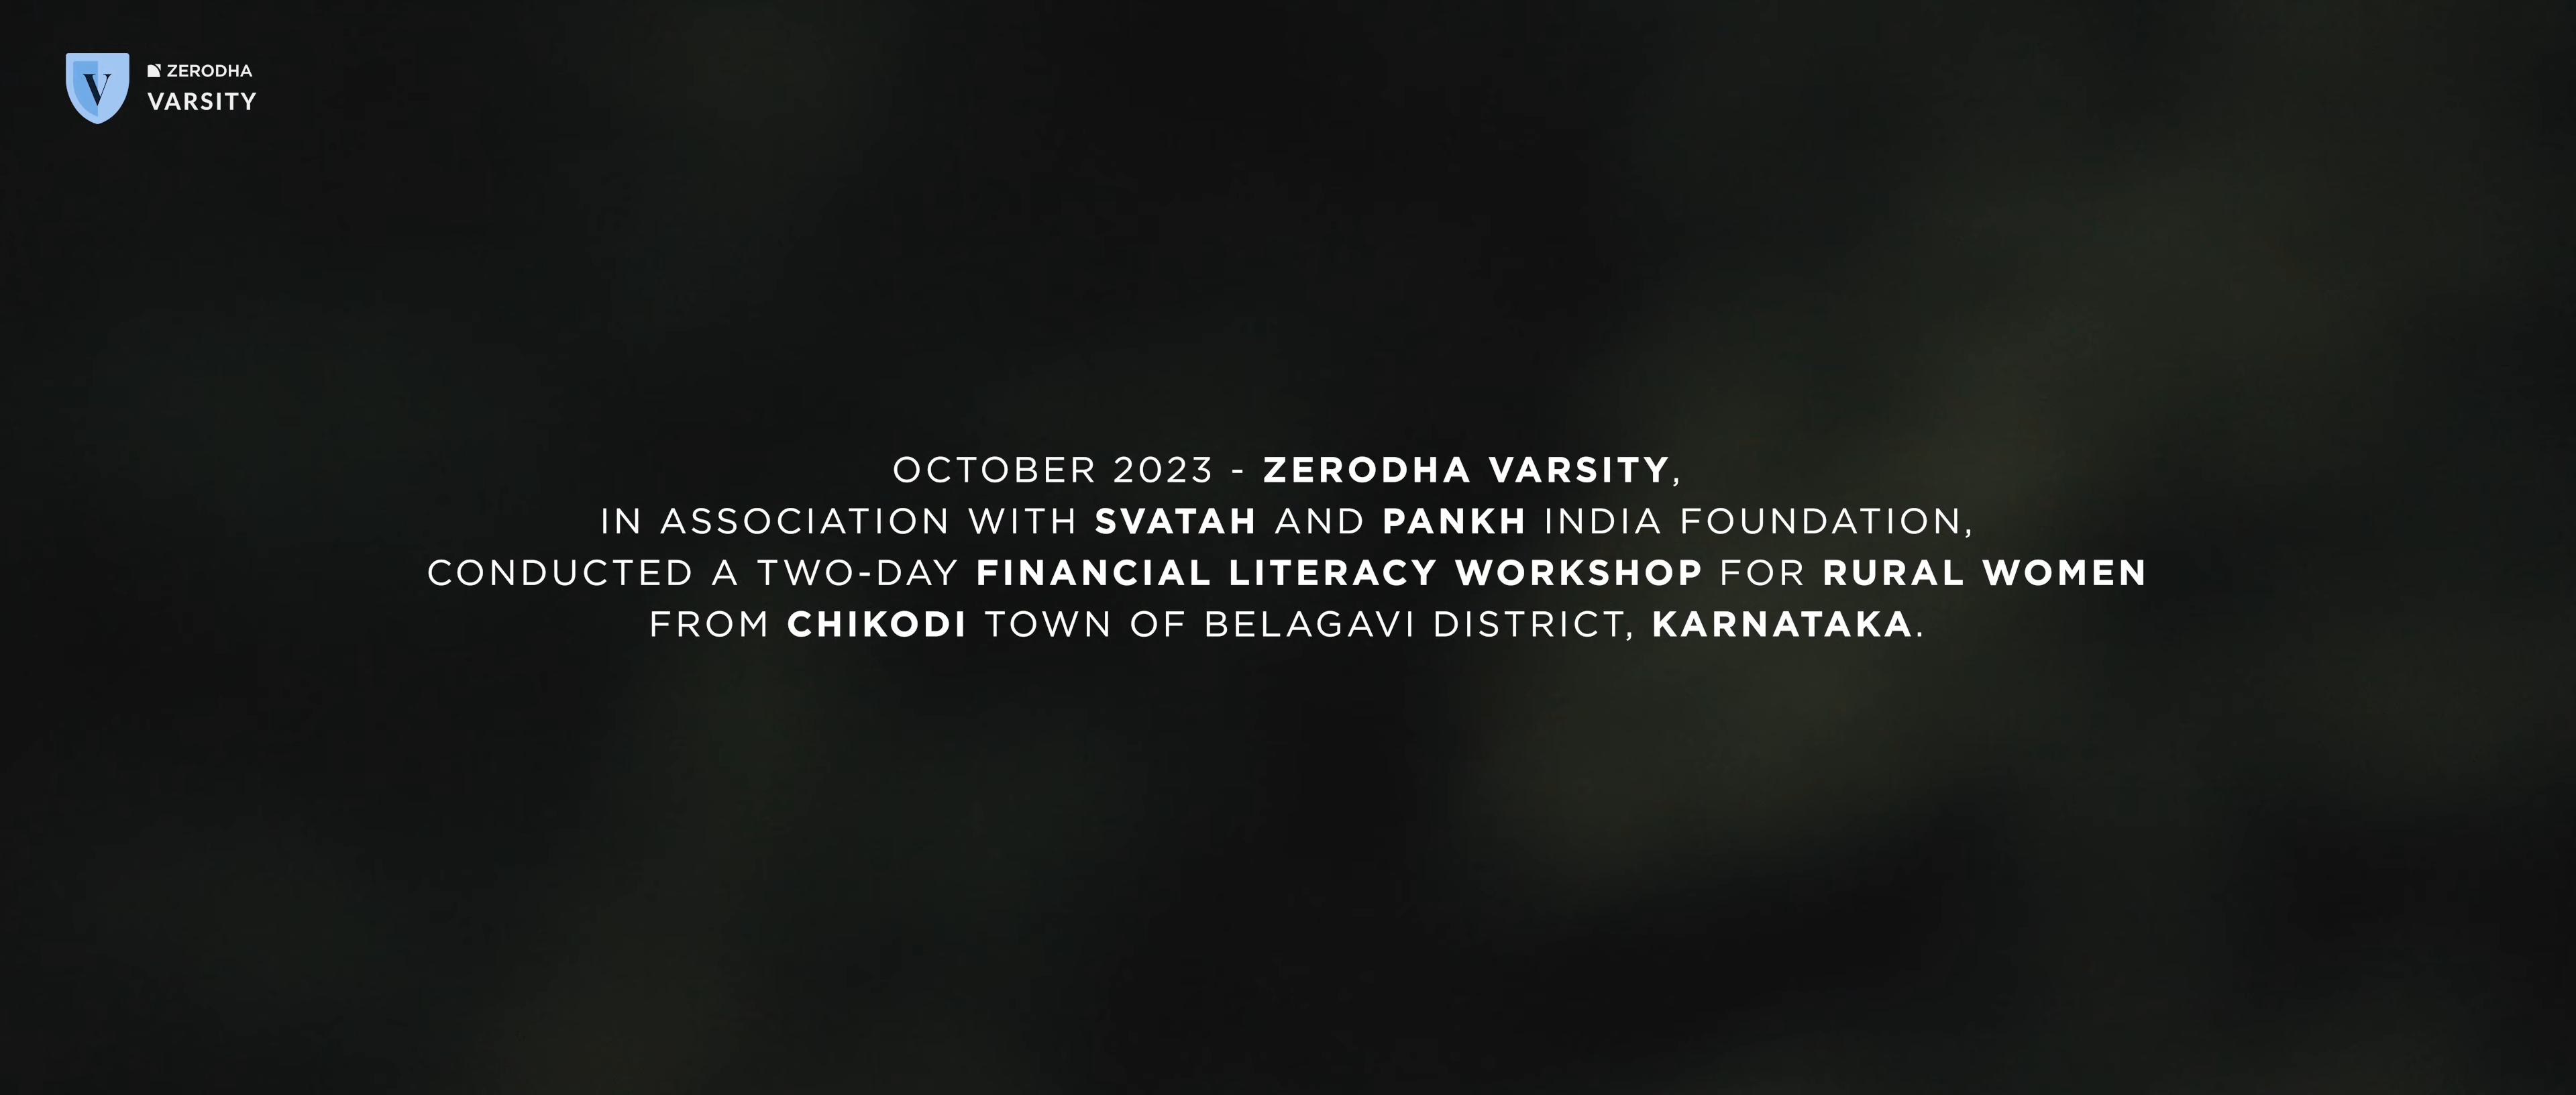 ZERODHA
VARSITY
OCTOBER 2023 - ZERODHA VARSITY,
IN ASSOCIATION WITH SVATAH AND PANKH INDIA FOUNDATION,
CONDUCTED A TWO-DAY FINANCIAL LITERACY WORKSHOP FOR RURAL WOMEN
FROM CHIKODI TOWN OF BELAGAVI DISTRICT, KARNATAKA.